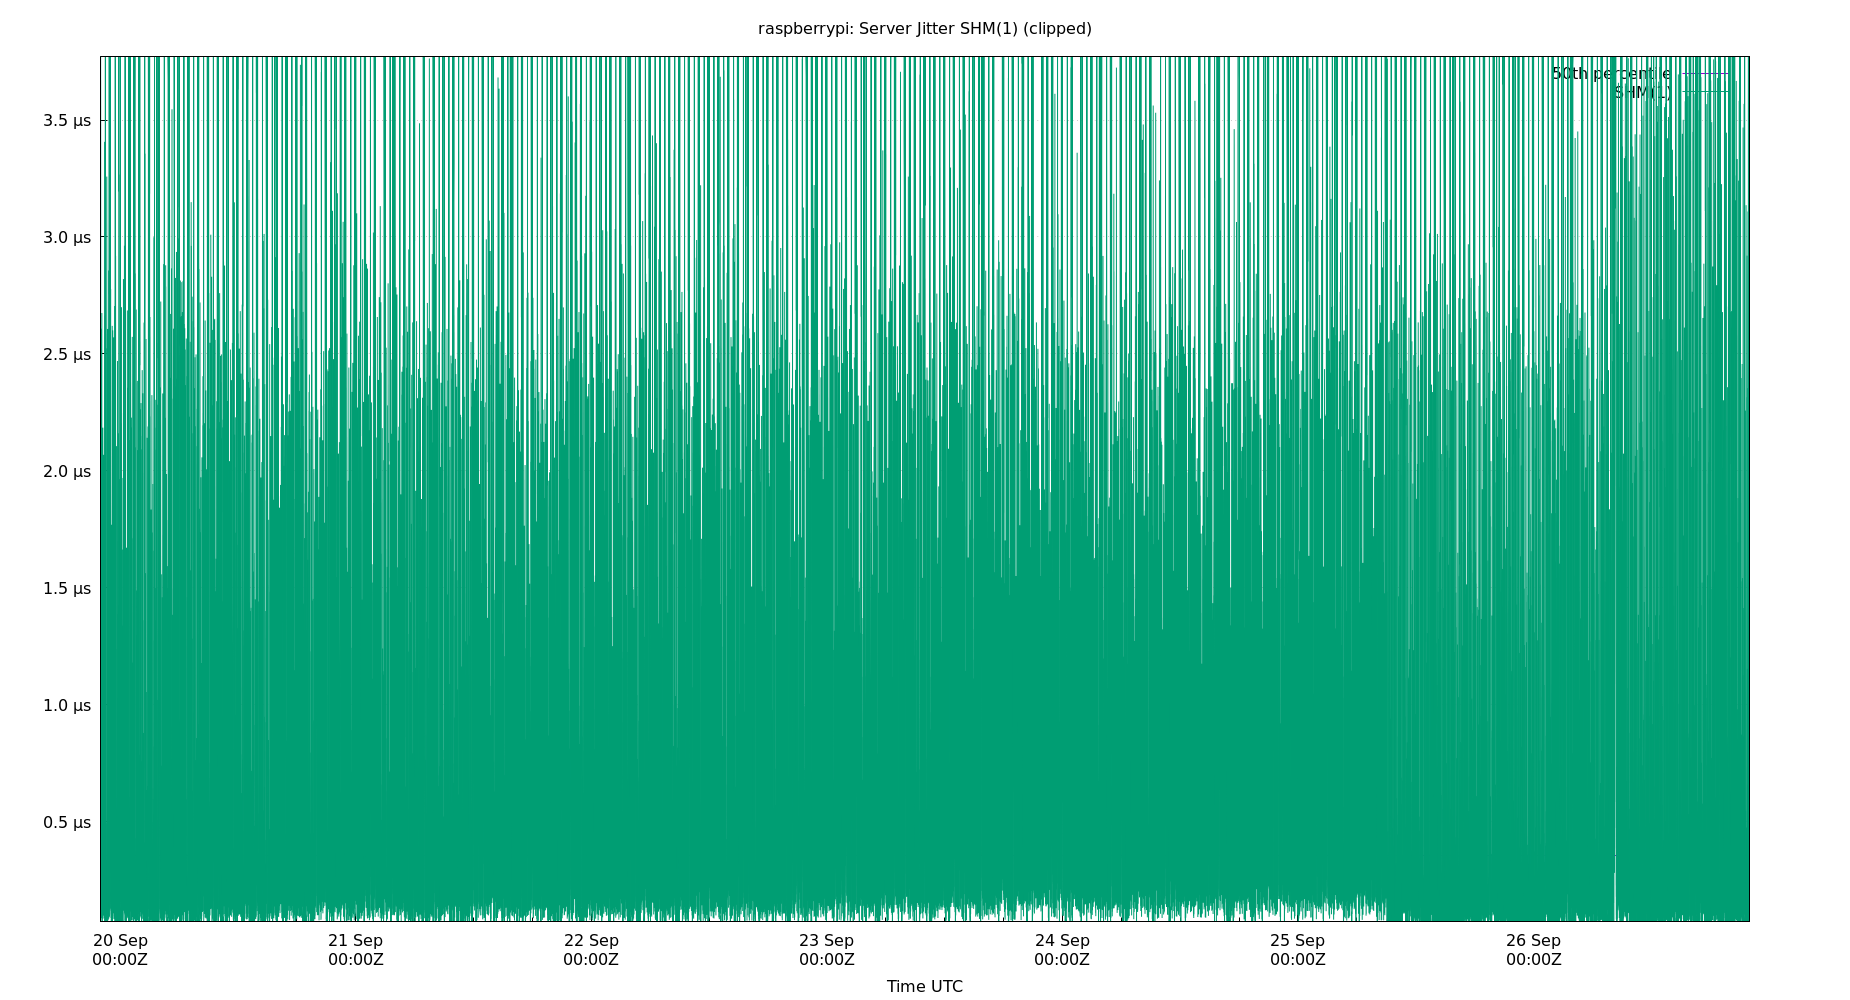 raspberrypi: Server Jitter SHM(1) (clipped)
50th percentile
SHM(1)
3.5 µs
3.0 µs
2.5 µs
2.0 µs
1.5 µs
1.0 µs
0.5 µs
20 Sep 21 Sep 22 Sep 23 Sep 24 Sep 25 Sep 26 Sep
00:00Z 00:00Z 00:00Z 00:00Z 00:00Z 00:00Z 00:00Z
Time UTC